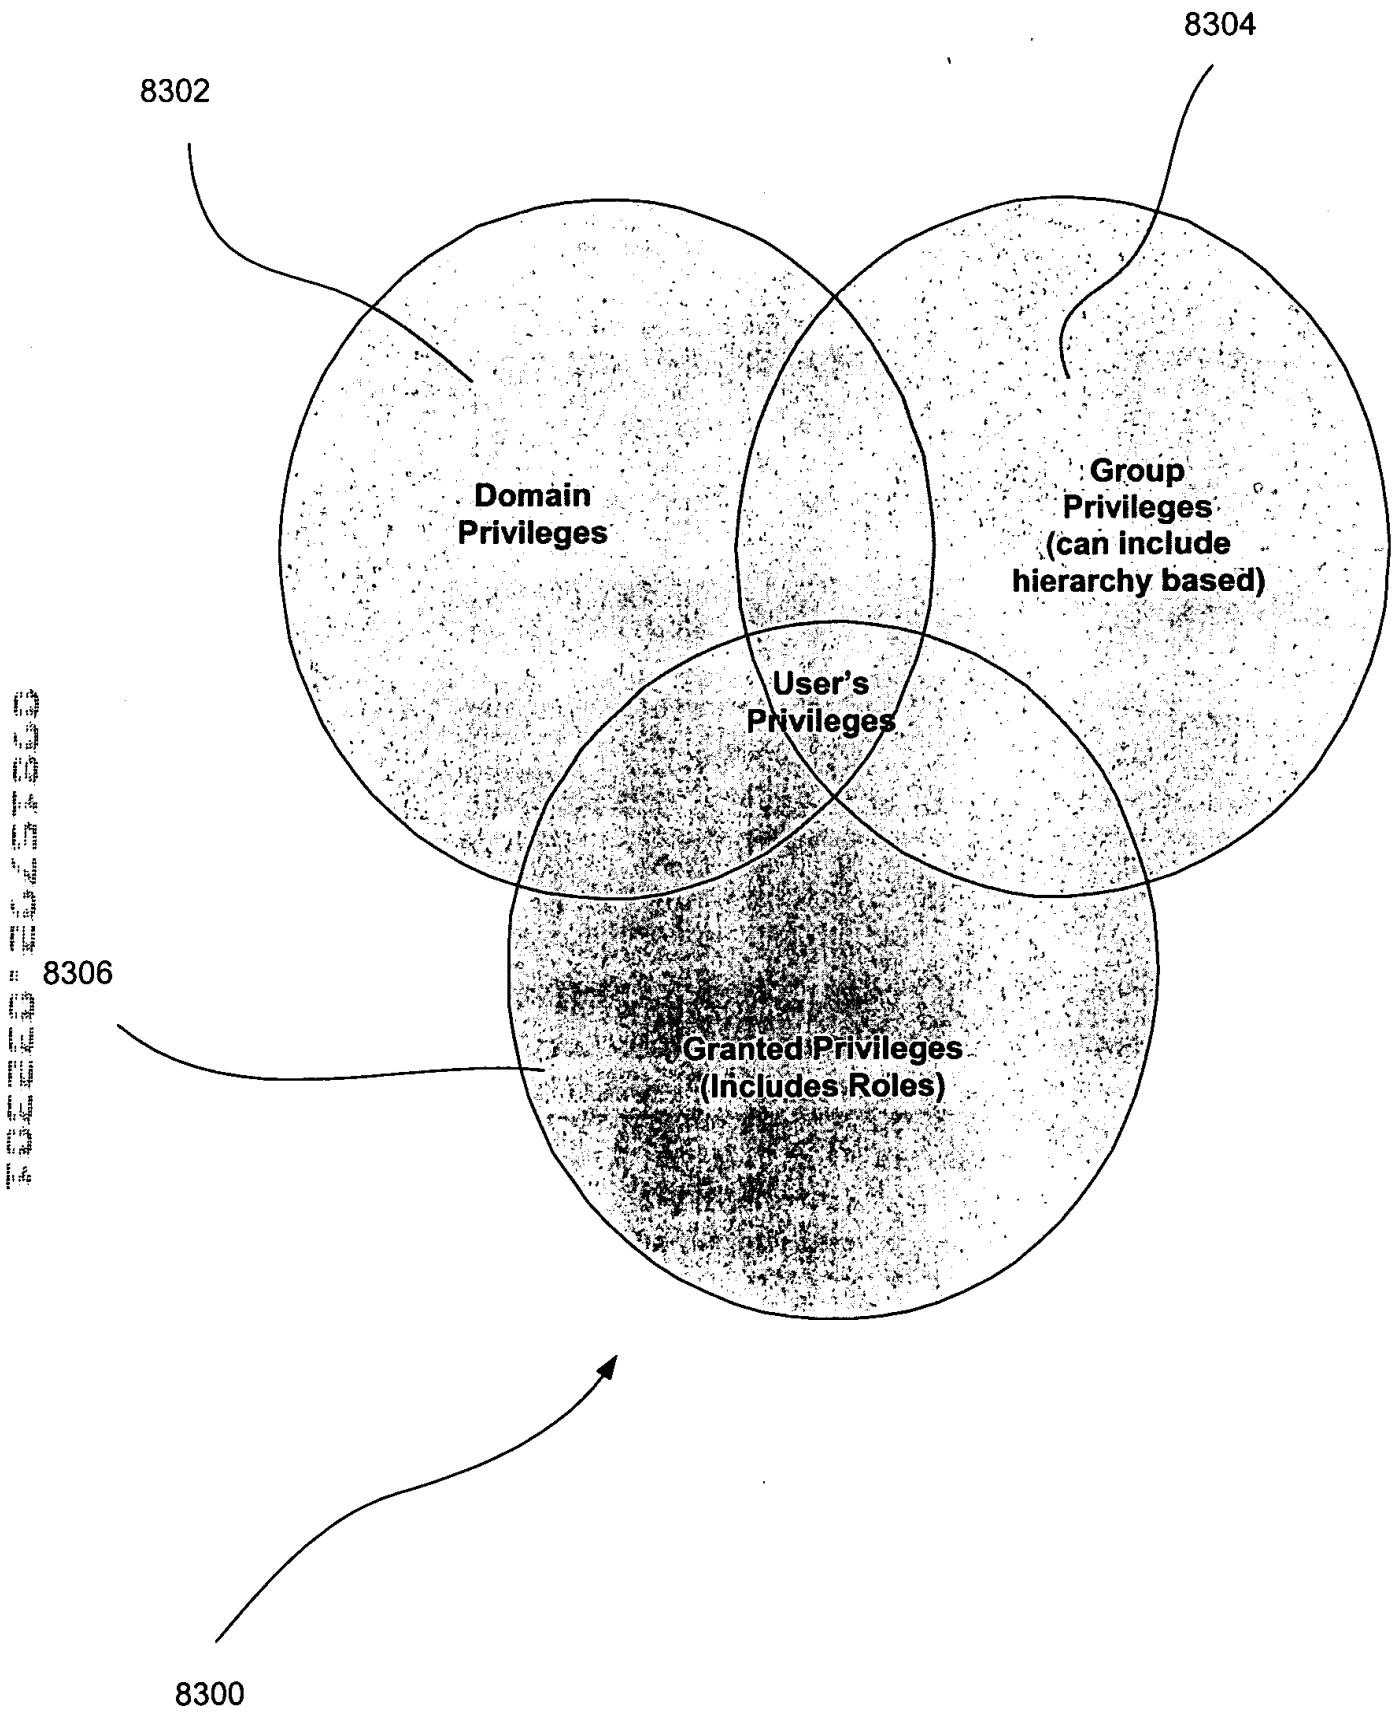 8304
8302
Domain
Privileges
Group
Privileges
(can include
hierarchy based)
User's
Privileges
8306
Granted Privileges
(Includes Roles)
8300